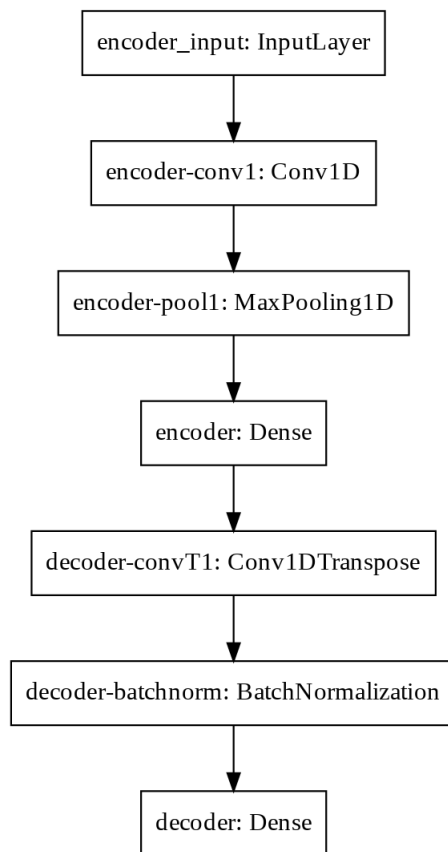 encoder_input: InputLayer
encoder-conv1: Conv1D
encoder-pool1: MaxPooling1D
encoder: Dense
decoder-convT1: Conv1DTranspose
decoder-batchnorm: BatchNormalization
decoder: Dense